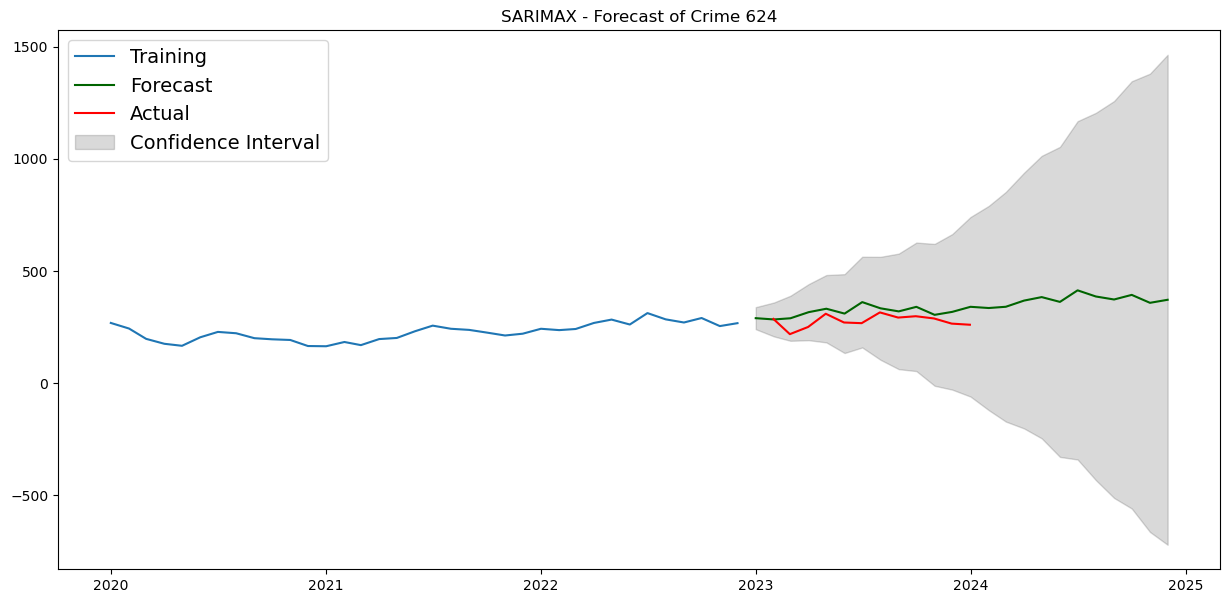 SARIMAX - Forecast of Crime 624
Training
Forecast
Actual
Confidence Interval
1500
1000
500
0
−500
2020 2021 2022 2023 2024 2025